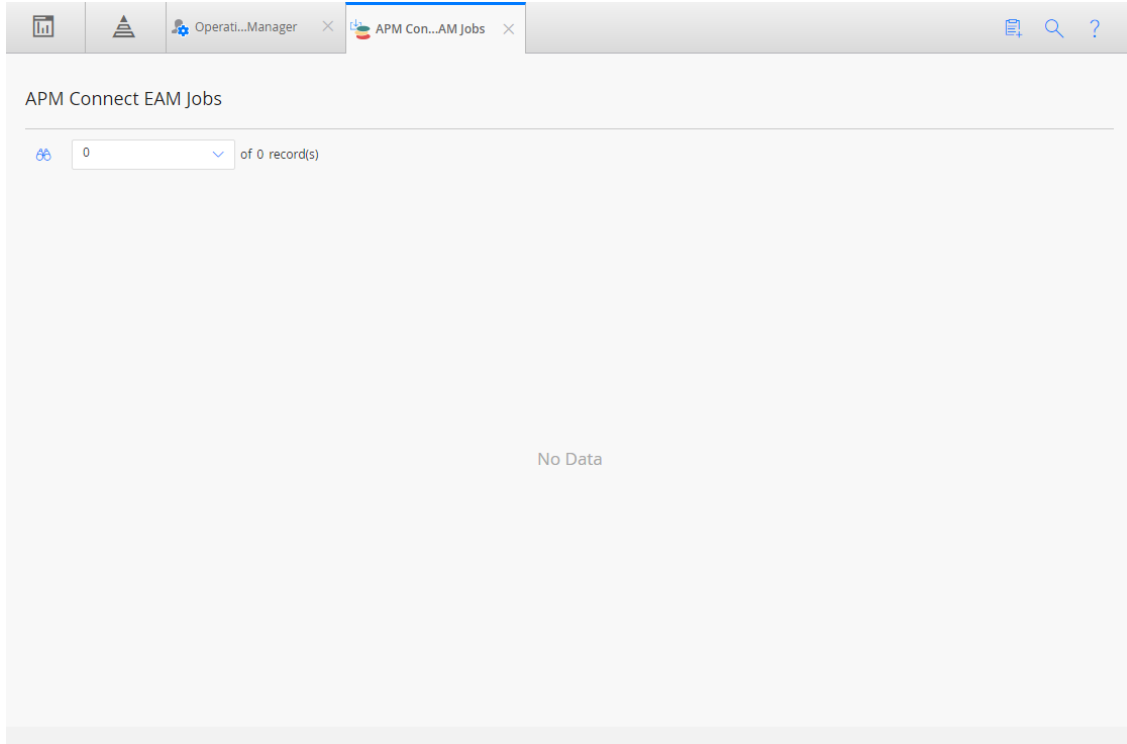 Operati...Manager
APM Con...AM Jobs
?
APM Connect EAM Jobs
0 of 0 record(s)
No Data